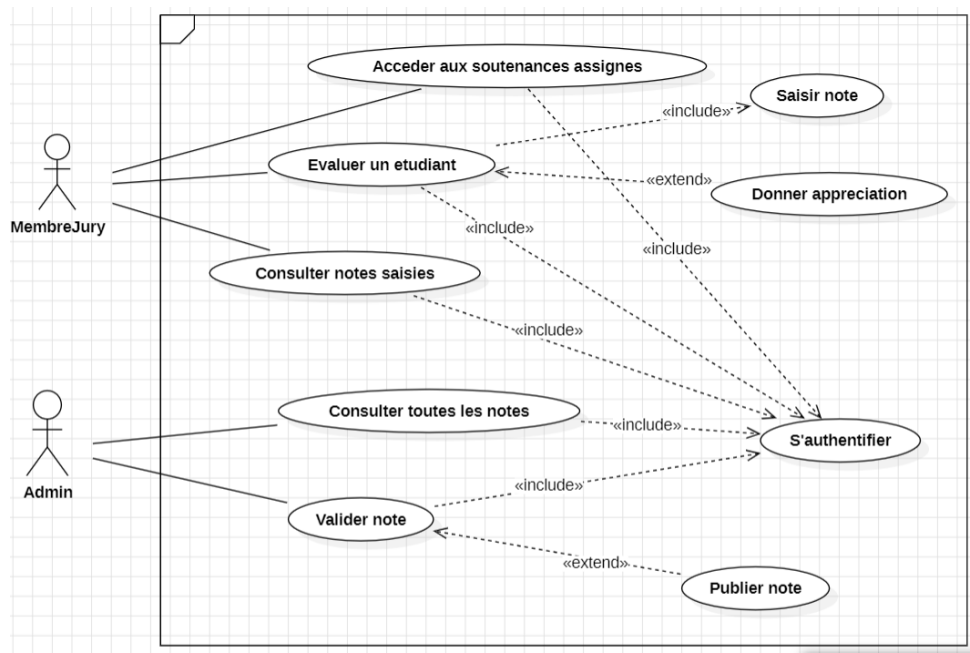 Acceder aux soutenances assignes
Saisir note
«include»
Evaluer un etudiant
«extend»
Donner appreciation
MembreJury
«include»
«include»
Consulter notes saisies
«include»
Consulter toutes les notes
«include»
S'authentifier
Admin
«include»
Valider note
«extend»
Publier note